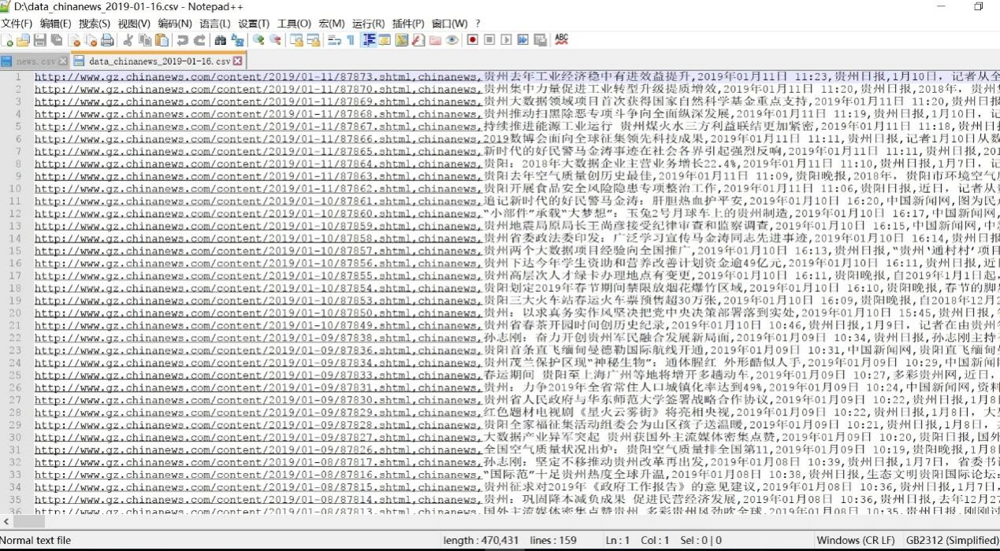 D:\data_chinanews_2019-01-16.csv - Notepad++
文件(F) 编辑(E) 搜索(S) 视图(V) 编码(N) 语言(L) 设置(T) 工具(O) 宏(M) 运行(R) 插件(P) 窗口(W) ?
news.csv data_chinanews_2019-01-16.csv
1 http://www.gz.chinanews.com/content/2019/01-11/87873.shtml,chinanews,贵州去年工业经济稳中有进效益提升,2019年01月11日 11:23,贵州日报,1月10日，记者从全
2 http://www.gz.chinanews.com/content/2019/01-11/87870.shtml,chinanews,贵州集中力量促进工业转型升级提质增效,2019年01月11日 11:20,贵州日报,2018年，贵州
3 http://www.gz.chinanews.com/content/2019/01-11/87869.shtml,chinanews,贵州大数据领域项目首次获得国家自然科学基金重点支持,2019年01月11日 11:20,贵州日报
4 http://www.gz.chinanews.com/content/2019/01-11/87868.shtml,chinanews,贵州推动扫黑除恶专项斗争向全面纵深发展,2019年01月11日 11:19,贵州日报,1月10日，记
5 http://www.gz.chinanews.com/content/2019/01-11/87867.shtml,chinanews,持续推进能源工业运行 贵州煤火水三方利益联结更加紧密,2019年01月11日 11:18,贵州日
6 http://www.gz.chinanews.com/content/2019/01-11/87866.shtml,chinanews,2019数博会面向全球征集领先科技成果,2019年01月11日 11:11,贵州日报,记者1月10日从数
7 http://www.gz.chinanews.com/content/2019/01-11/87865.shtml,chinanews,新时代的好民警马金涛事迹在社会各界引起强烈反响,2019年01月11日 11:11,贵州日报,201
8 http://www.gz.chinanews.com/content/2019/01-11/87864.shtml,chinanews,贵阳：2018年大数据企业主营业务增长22.4%,2019年01月11日 11:10,贵州日报,1月7日，记
9 http://www.gz.chinanews.com/content/2019/01-11/87863.shtml,chinanews,贵阳去年空气质量创历史最佳,2019年01月11日 11:09,贵阳晚报,2018年，贵阳市环境空气
10 http://www.gz.chinanews.com/content/2019/01-11/87862.shtml,chinanews,贵阳开展食品安全风险隐患专项整治工作,2019年01月11日 11:06,贵阳日报,近日，记者从
11 http://www.gz.chinanews.com/content/2019/01-10/87861.shtml,chinanews,追记新时代的好民警马金涛：肝胆热血护平安,2019年01月10日 16:20,中国新闻网,图为民
12 http://www.gz.chinanews.com/content/2019/01-10/87860.shtml,chinanews,“小部件”承载“大梦想”：玉兔2号月球车上的贵州制造,2019年01月10日 16:17,中国新闻网,
13 http://www.gz.chinanews.com/content/2019/01-10/87859.shtml,chinanews,贵州地震局原局长王尚彦接受纪律审查和监察调查,2019年01月10日 16:15,中国新闻网,中
14 http://www.gz.chinanews.com/content/2019/01-10/87858.shtml,chinanews,贵州省委政法委印发：广泛学习宣传马金涛同志先进事迹,2019年01月10日 16:14,贵州日报
15 http://www.gz.chinanews.com/content/2019/01-10/87857.shtml,chinanews,贵州两个大数据项目经验向全国推广,2019年01月10日 16:13,贵州日报,“贵州‘通村村’项目
16 http://www.gz.chinanews.com/content/2019/01-10/87856.shtml,chinanews,贵州下达今年学生资助和营养改善计划资金逾49亿元,2019年01月10日 16:11,贵州日报,近日
17 http://www.gz.chinanews.com/content/2019/01-10/87855.shtml,chinanews,贵州高层次人才绿卡办理地点有变更,2019年01月10日 16:11,贵阳晚报,自2019年1月1日起，
18 http://www.gz.chinanews.com/content/2019/01-10/87854.shtml,chinanews,贵阳划定2019年春节期间禁限放烟花爆竹区域,2019年01月10日 16:10,贵阳晚报,春节的脚
19 http://www.gz.chinanews.com/content/2019/01-10/87853.shtml,chinanews,贵阳三大火车站春运火车票预售超30万张,2019年01月10日 16:09,贵阳晚报,自2018年12月2
20 http://www.gz.chinanews.com/content/2019/01-10/87850.shtml,chinanews,贵州：以求真务实作风坚决把党中央决策部署落到实处,2019年01月10日 15:45,贵州日报,
21 http://www.gz.chinanews.com/content/2019/01-10/87849.shtml,chinanews,贵州省春茶开园时间创历史纪录,2019年01月10日 10:46,贵州日报,1月9日，记者在由贵州
22 http://www.gz.chinanews.com/content/2019/01-09/87838.shtml,chinanews,孙志刚：奋力开创贵州军民融合发展新局面,2019年01月09日 10:34,贵州日报,孙志刚主持
23 http://www.gz.chinanews.com/content/2019/01-09/87836.shtml,chinanews,贵阳首条直飞缅甸曼德勒国际航线开通,2019年01月09日 10:31,中国新闻网,贵阳直飞缅甸
24 http://www.gz.chinanews.com/content/2019/01-09/87834.shtml,chinanews,贵州茂兰保护区现“神秘生物”：通体腥红 外形酷似人手,2019年01月09日 10:29,中国新闻
25 http://www.gz.chinanews.com/content/2019/01-09/87833.shtml,chinanews,春运期间 贵阳至上海广州等地将增开多趟动车,2019年01月09日 10:27,多彩贵州网,近日，
26 http://www.gz.chinanews.com/content/2019/01-09/87831.shtml,chinanews,贵州：力争2019年全省常住人口城镇化率达到49%,2019年01月09日 10:24,中国新闻网,资料
27 http://www.gz.chinanews.com/content/2019/01-09/87830.shtml,chinanews,贵州省人民政府与华东师范大学签署战略合作协议,2019年01月09日 10:22,贵州日报,1月8
28 http://www.gz.chinanews.com/content/2019/01-09/87829.shtml,chinanews,红色题材电视剧《星火云雾街》将亮相央视,2019年01月09日 10:22,贵州日报,1月8日，大
29 http://www.gz.chinanews.com/content/2019/01-09/87828.shtml,chinanews,贵阳全家福征集活动组委会为山区孩子送温暖,2019年01月09日 10:21,贵州日报,1月8日，
30 http://www.gz.chinanews.com/content/2019/01-09/87827.shtml,chinanews,大数据产业异军突起 贵州获国外主流媒体密集点赞,2019年01月09日 10:20,贵阳日报,国外
31 http://www.gz.chinanews.com/content/2019/01-09/87826.shtml,chinanews,全国空气质量状况出炉：贵阳空气质量排全国第11,2019年01月09日 10:19,贵阳晚报,1月8
32 http://www.gz.chinanews.com/content/2019/01-08/87817.shtml,chinanews,孙志刚：坚定不移推动贵州改革再出发,2019年01月08日 10:39,贵州日报,1月7日，省委书
33 http://www.gz.chinanews.com/content/2019/01-08/87816.shtml,chinanews,“国际范”十足贵州热度全球升温,2019年01月08日 10:38,贵州日报,生态文明贵阳国际论坛：
34 http://www.gz.chinanews.com/content/2019/01-08/87815.shtml,chinanews,贵州征求对2019年《政府工作报告》的意见建议,2019年01月08日 10:36,贵州日报,1月7日，
35 http://www.gz.chinanews.com/content/2019/01-08/87814.shtml,chinanews,贵州：巩固降本减负成果 促进民营经济发展,2019年01月08日 10:36,贵州日报,去年12月27
36 http://www.gz.chinanews.com/content/2019/01-08/87813.shtml,chinanews,国外主流媒体密集点赞贵州 多彩贵州风劲吹全球,2019年01月08日 10:35,贵州日报,刚刚过
Normal text file length : 470,431 lines : 159 Ln : 1 Col : 1 Sel : 0 | 0 Windows (CR LF) GB2312 (Simplified)